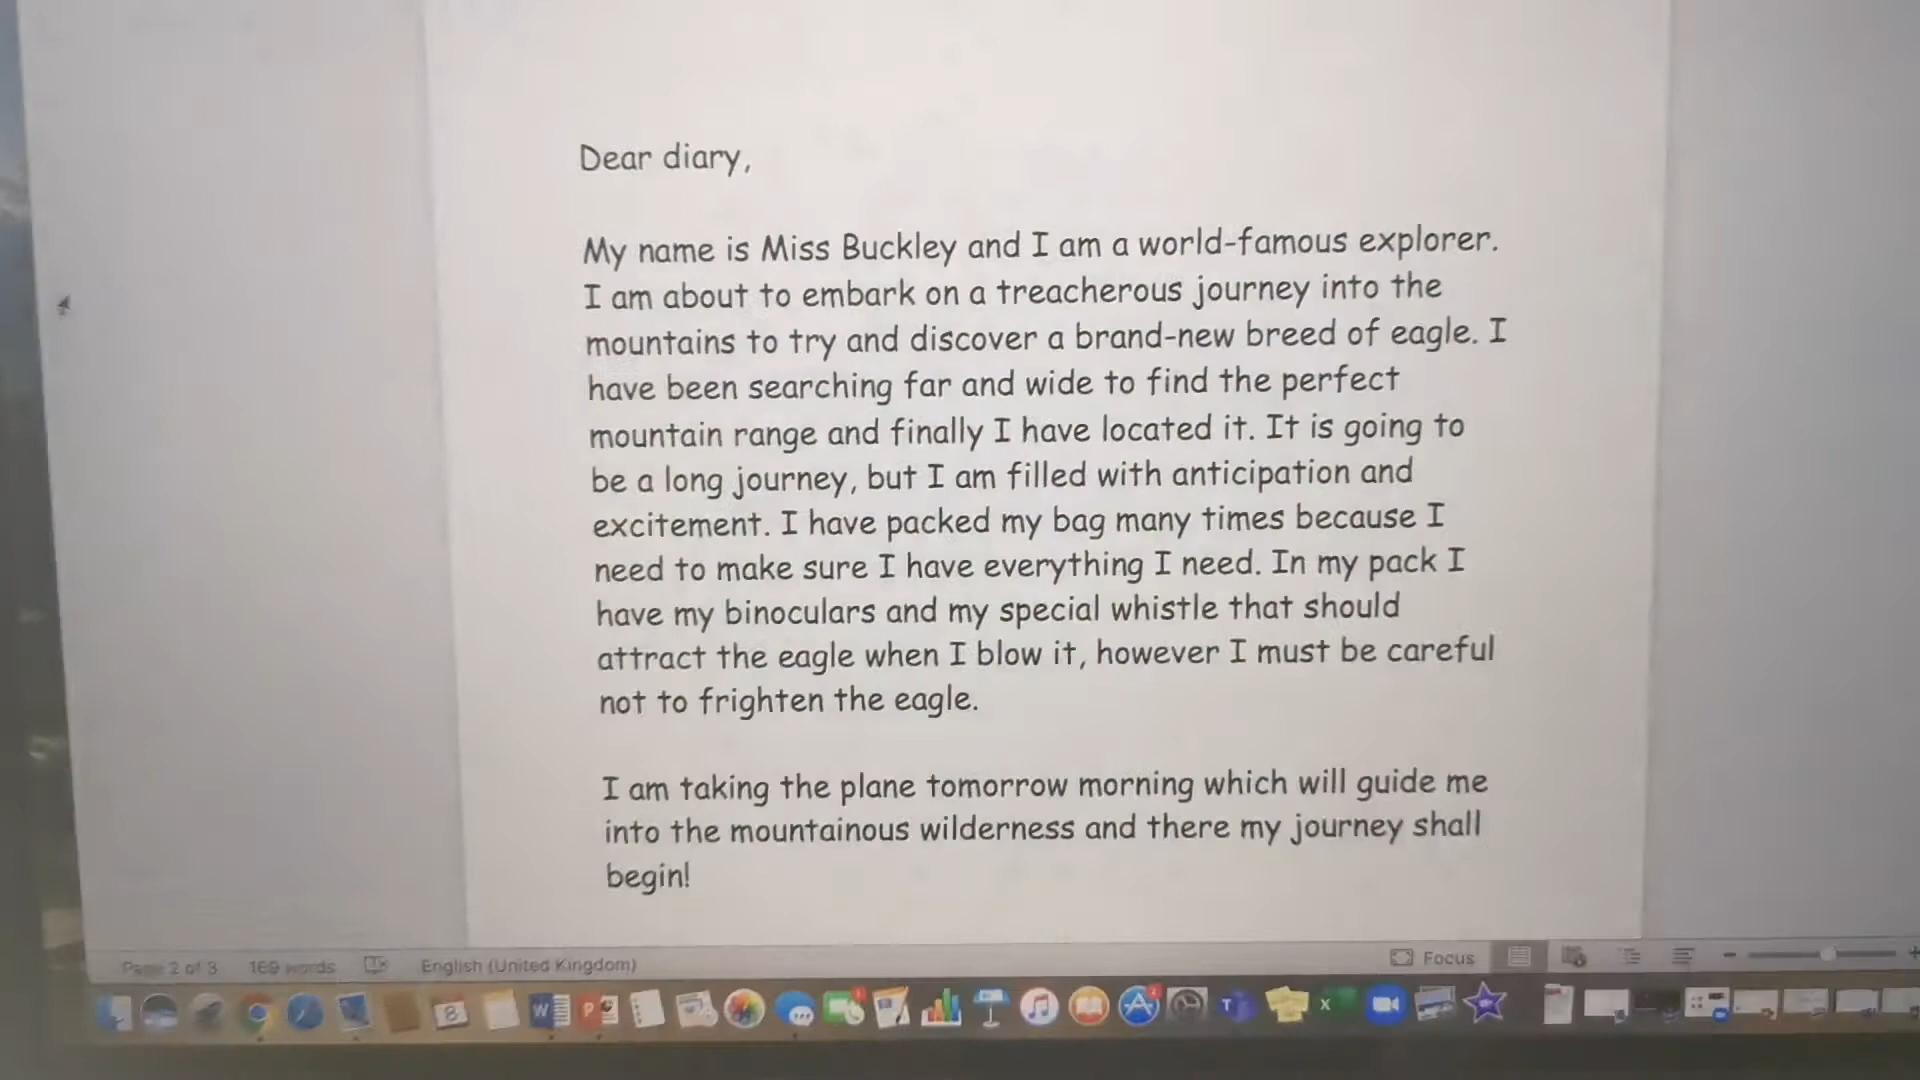 Dear diary,
My name is Miss Buckley and I am a world-famous explorer.
I am about to embark on a treacherous journey into the
mountains to try and discover a brand-new breed of eagle. I
have been searching far and wide to find the perfect
mountain range and finally I have located it. It is going to
be a long journey, but I am filled with anticipation and
excitement. I have packed my bag many times because I
need to make sure I have everything I need. In my pack I
have my binoculars and my special whistle that should
attract the eagle when I blow it, however I must be careful
not to frighten the eagle.
I am taking the plane tomorrow morning which will guide me
into the mountainous wilderness and there my journey shall
begin!
Page 2 of 3 169 words English (United Kingdom) Focus
8 W P T X